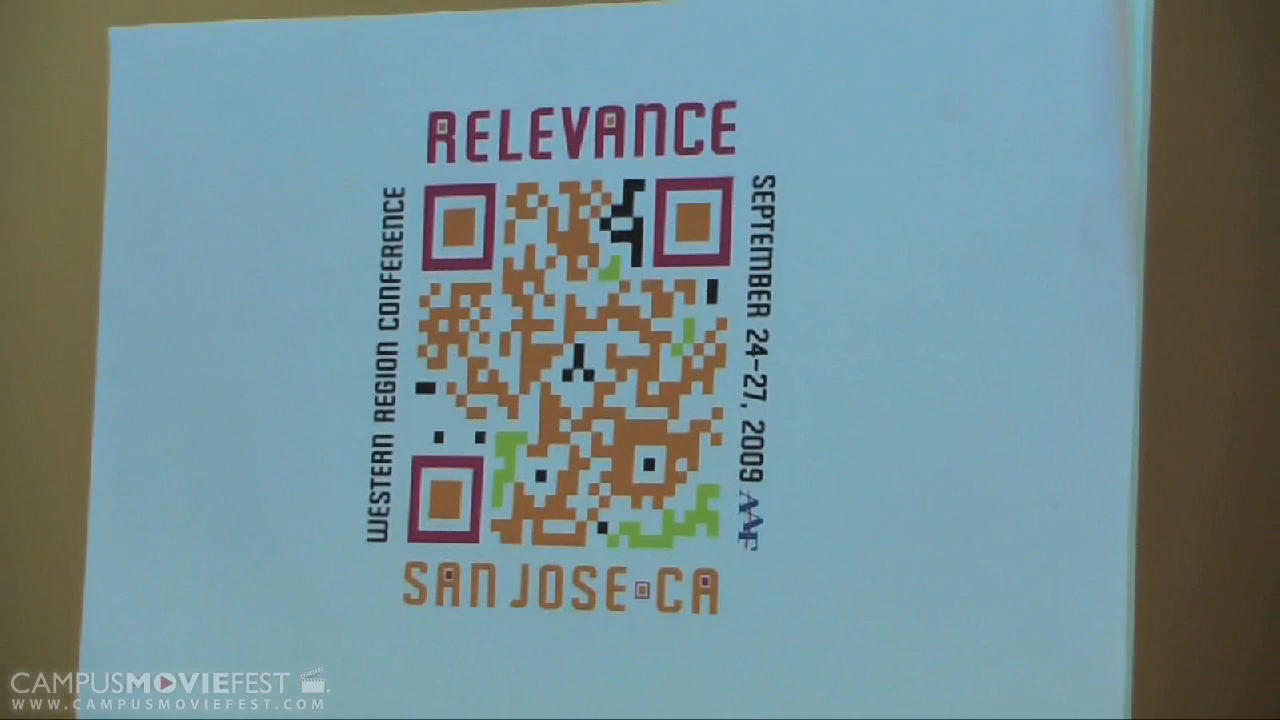 RELEVANCE
WESTERN REGION CONFERENCE
SEPTEMBER 24-27, 2009 AAF
SAN JOSE CA
CAMPUSMOVIEFEST
WWW.CAMPUSMOVIEFEST.COM